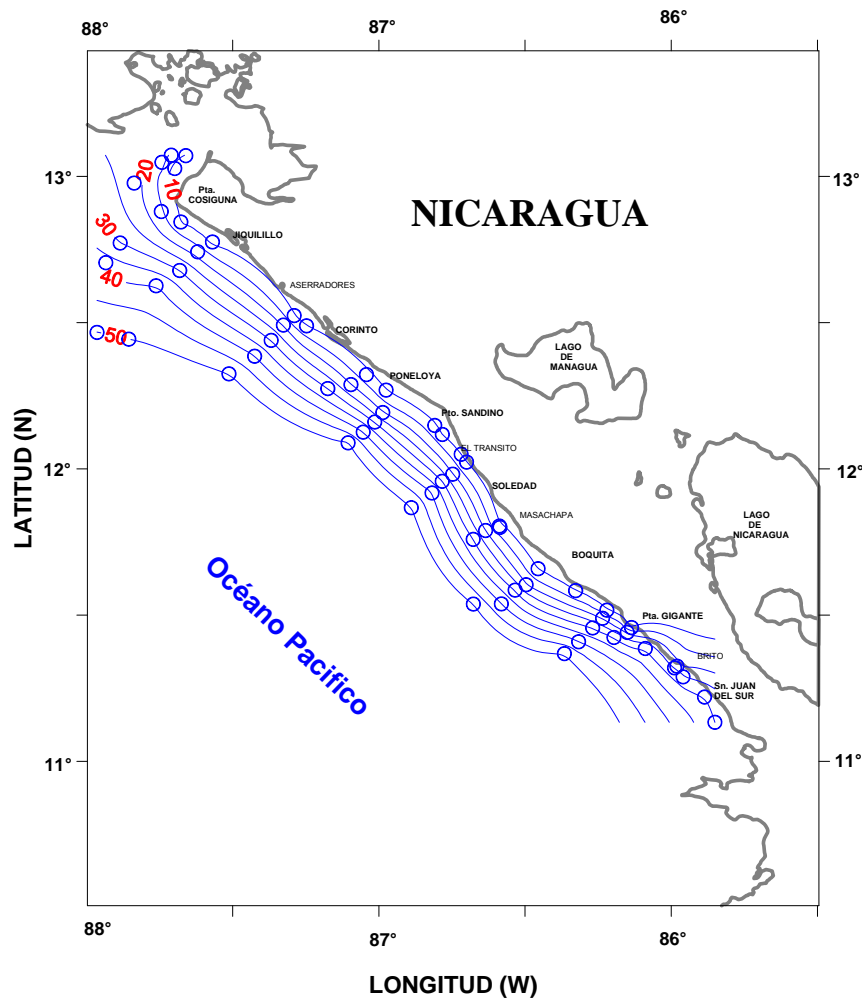 88°
87°
86°
13°
13°
20
10
Pta.
COSIGUNA
NICARAGUA
30
JIQUILILLO
40
ASERRADORES
50
CORINTO
LAGO
DE
MANAGUA
PONELOYA
Pto. SANDINO
EL TRANSITO
12°
12°
SOLEDAD
MASACHAPA
LAGO
DE
NICARAGUA
BOQUITA
Océano Pacifico
Pta. GIGANTE
BRITO
Sn. JUAN
DEL SUR
11°
11°
88°
87°
86°
LATITUD (N)
LONGITUD (W)